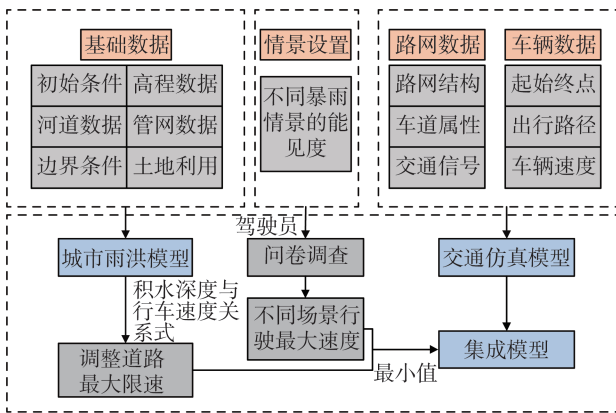 基础数据
初始条件
高程数据
河道数据
管网数据
边界条件
土地利用
情景设置
不同暴雨
情景的能
见度
路网数据
路网结构
车道属性
交通信号
车辆数据
起始终点
出行路径
车辆速度
城市雨洪模型
积水深度与
行车速度关
系式
调整道路
最大限速
驾驶员
问卷调查
不同场景行
驶最大速度
最小值
交通仿真模型
集成模型